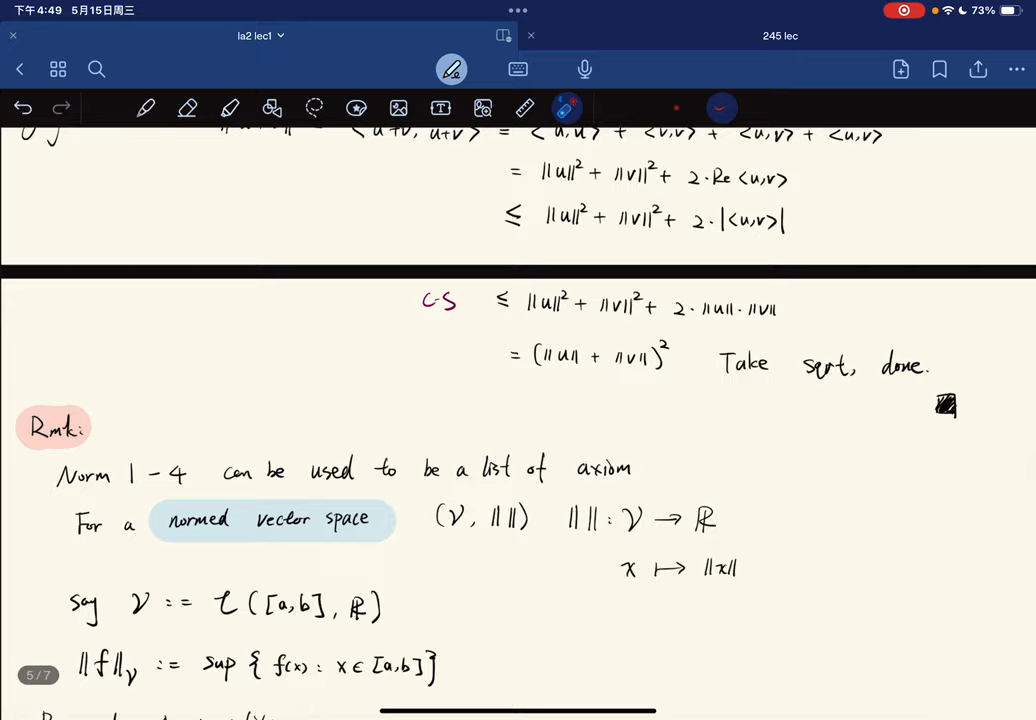 下午4:49 5月15日周三
73%
la2 lec1
245 lec
<u+v, u+v> = <u,u> + <v,v> + <u,v> + <u,v>
= ||u||² + ||v||² + 2·Re <u,v>
≤ ||u||² + ||v||² + 2·|<u,v>|
C-S ≤ ||u||² + ||v||² + 2·||u||·||v||
= (||u|| + ||v||)² Take sqrt, done.
Rmk:
Norm 1 - 4 can be used to be a list of axiom
For a normed vector space (V, || ||) || || : V → ℝ
x ↦ ||x||
say V := C([a,b], ℝ)
||f||ᵥ := sup { f(x) : x ∈ [a,b] }
5/7